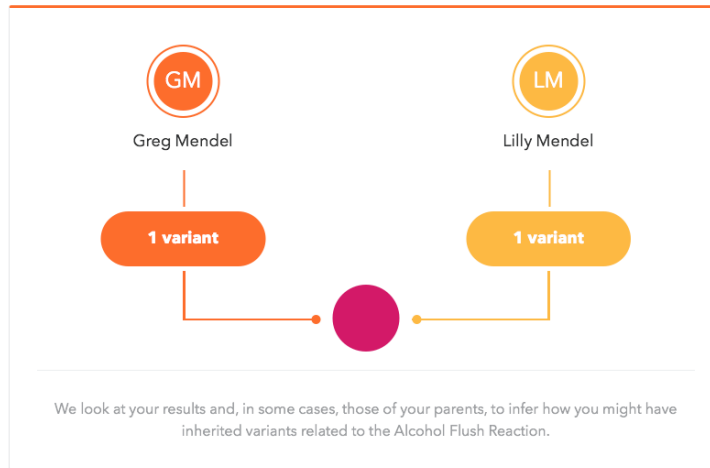 GM
LM
Greg Mendel
Lilly Mendel
1 variant
1 variant
We look at your results and, in some cases, those of your parents, to infer how you might have
inherited variants related to the Alcohol Flush Reaction.